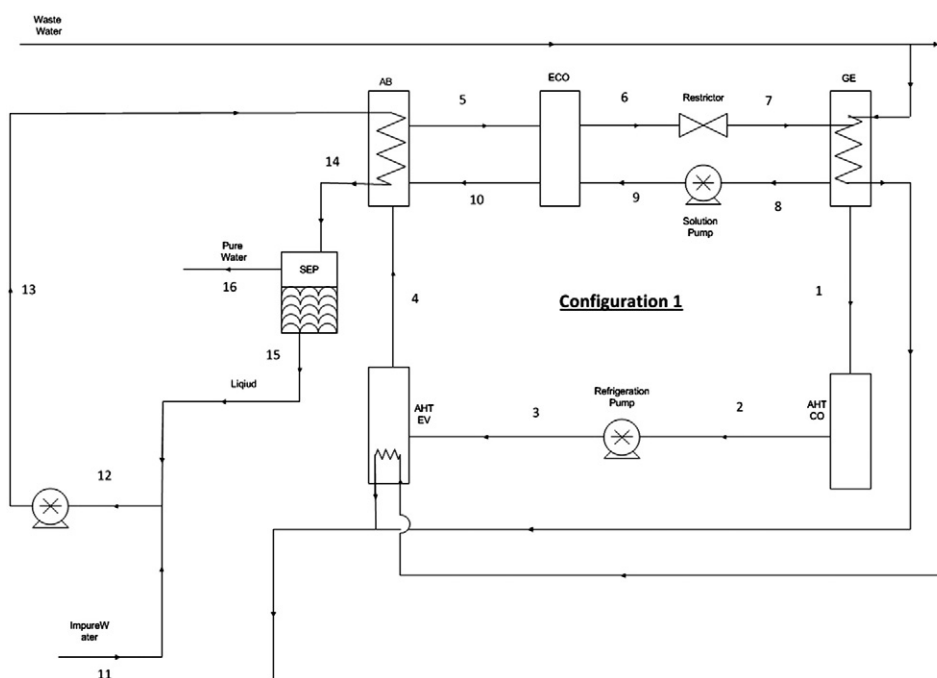 Waste
Water
AB
5
ECO
6
Restrictor
7
GE
14
10
9
Solution
Pump
8
Pure
Water
16
SEP
13
4
Configuration 1
1
15
Liqiud
AHT
EV
3
Refrigeration
Pump
2
AHT
CO
12
ImpureW
ater
11